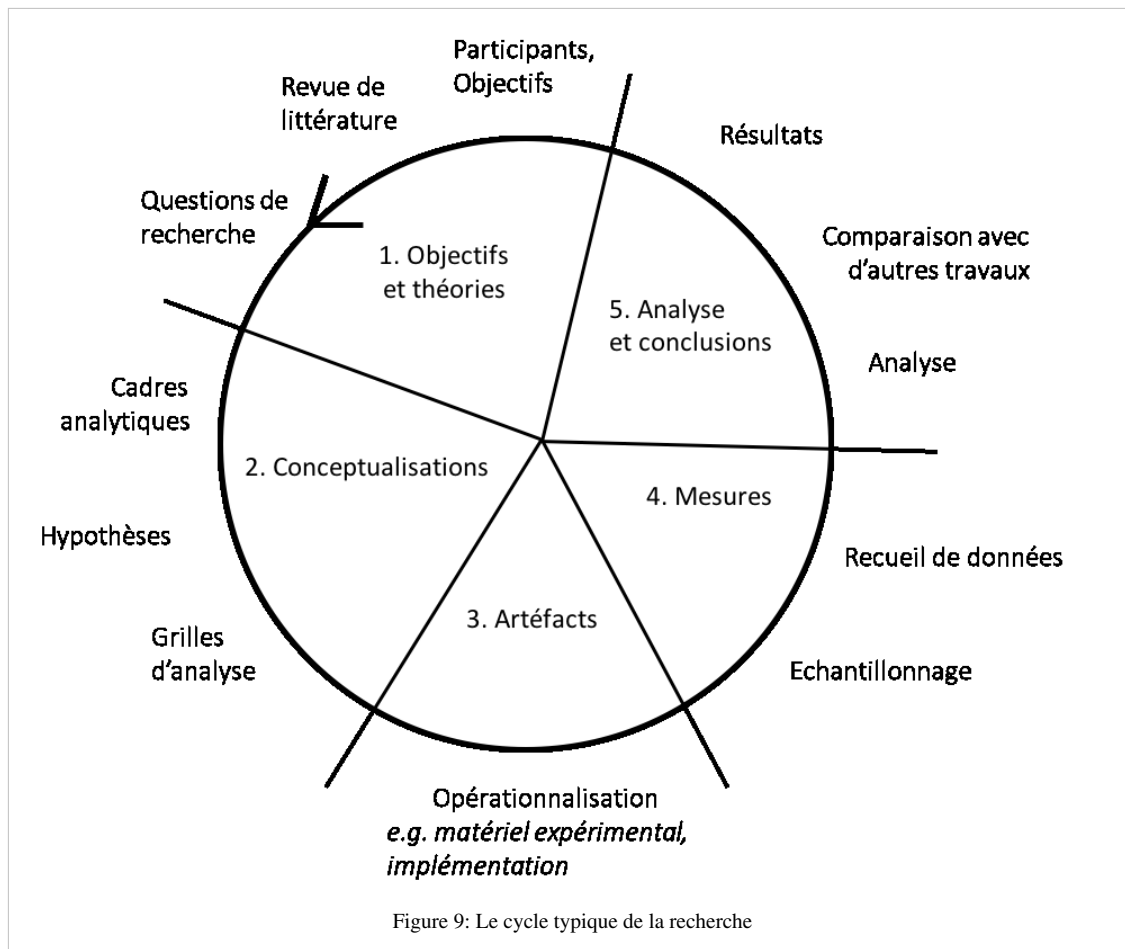 Participants,
Objectifs
Revue de
littérature
Questions de
recherche
1. Objectifs
et théories
Cadres
analytiques
2. Conceptualisations
Hypothèses
Grilles
d'analyse
3. Artéfacts
Opérationnalisation
e.g. matériel expérimental,
implémentation
4. Mesures
Echantillonnage
Recueil de données
5. Analyse
et conclusions
Analyse
Comparaison avec
d'autres travaux
Résultats
Figure 9: Le cycle typique de la recherche